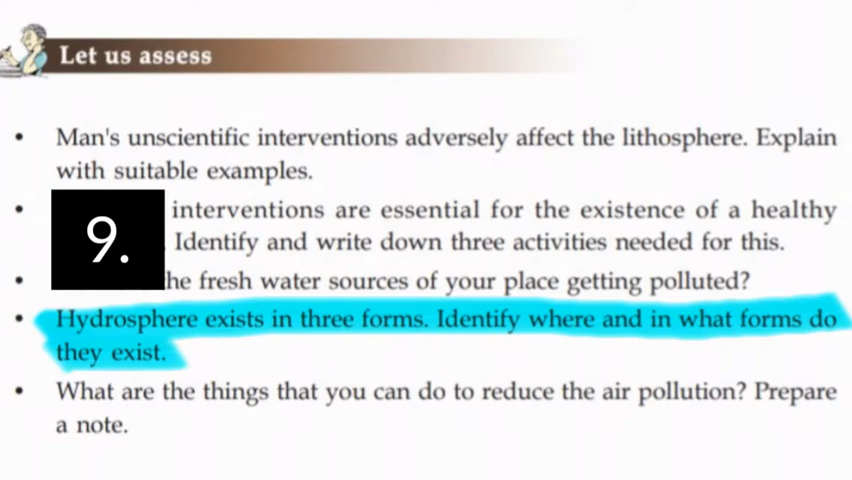 Let us assess
• Man's unscientific interventions adversely affect the lithosphere. Explain
with suitable examples.
• interventions are essential for the existence of a healthy
9.
. Identify and write down three activities needed for this.
• the fresh water sources of your place getting polluted?
• Hydrosphere exists in three forms. Identify where and in what forms do
they exist.
• What are the things that you can do to reduce the air pollution? Prepare
a note.